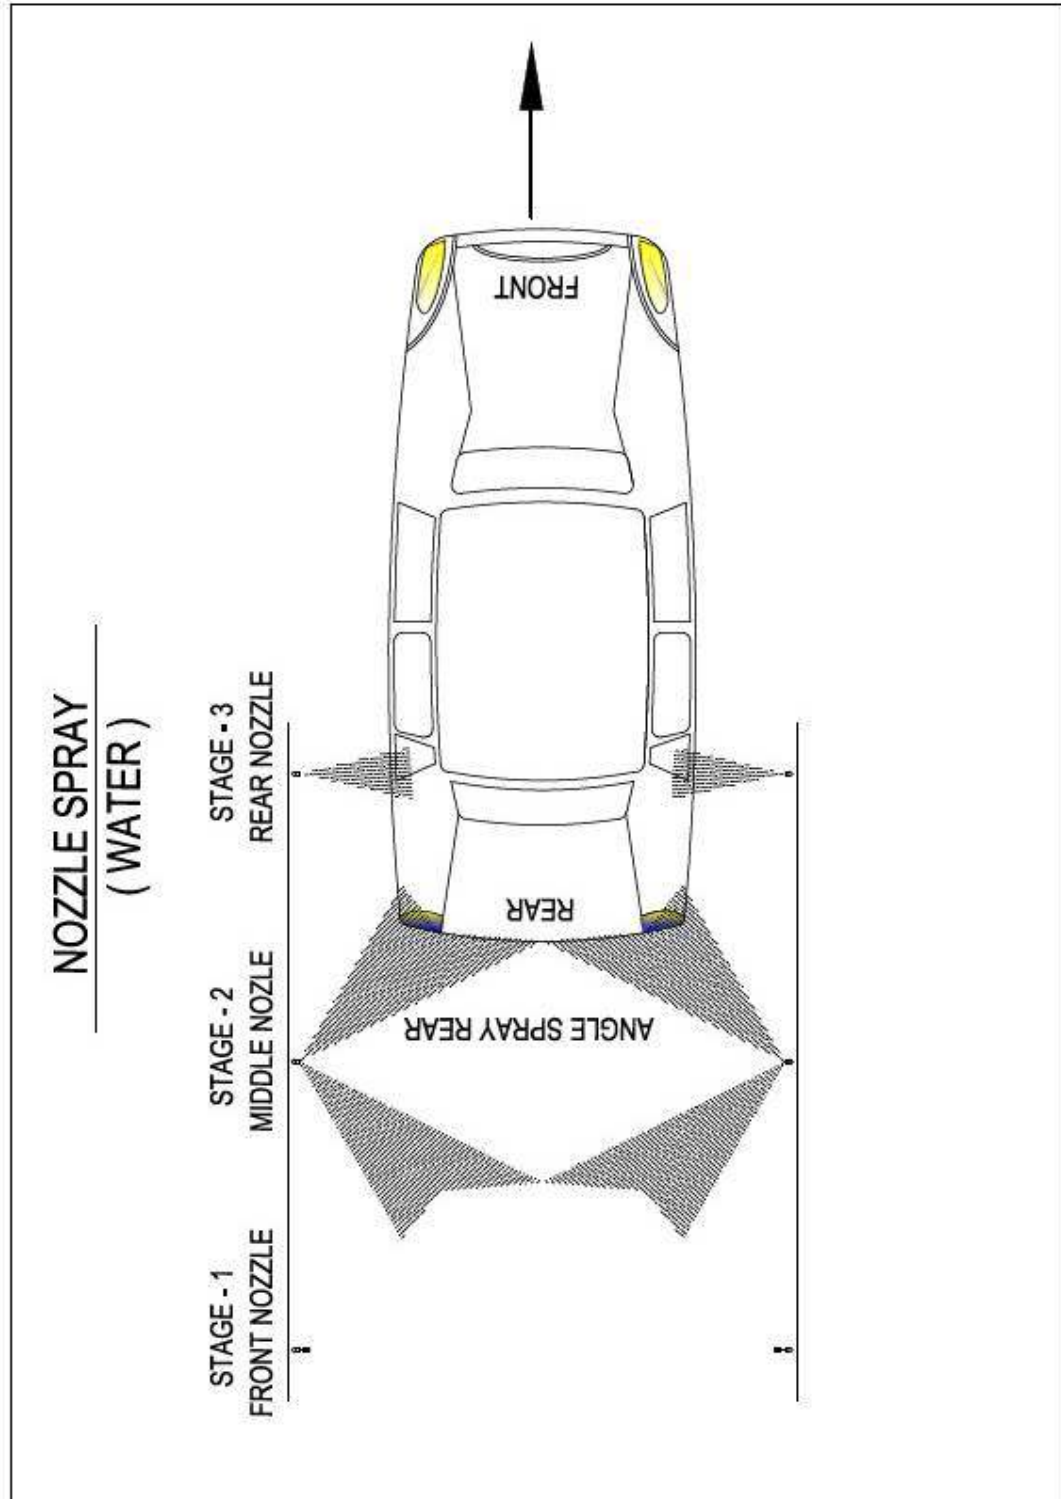 NOZZLE SPRAY
( WATER )
STAGE - 1
FRONT NOZZLE
STAGE - 2
MIDDLE NOZLE
STAGE - 3
REAR NOZZLE
ANGLE SPRAY REAR
REAR
FRONT